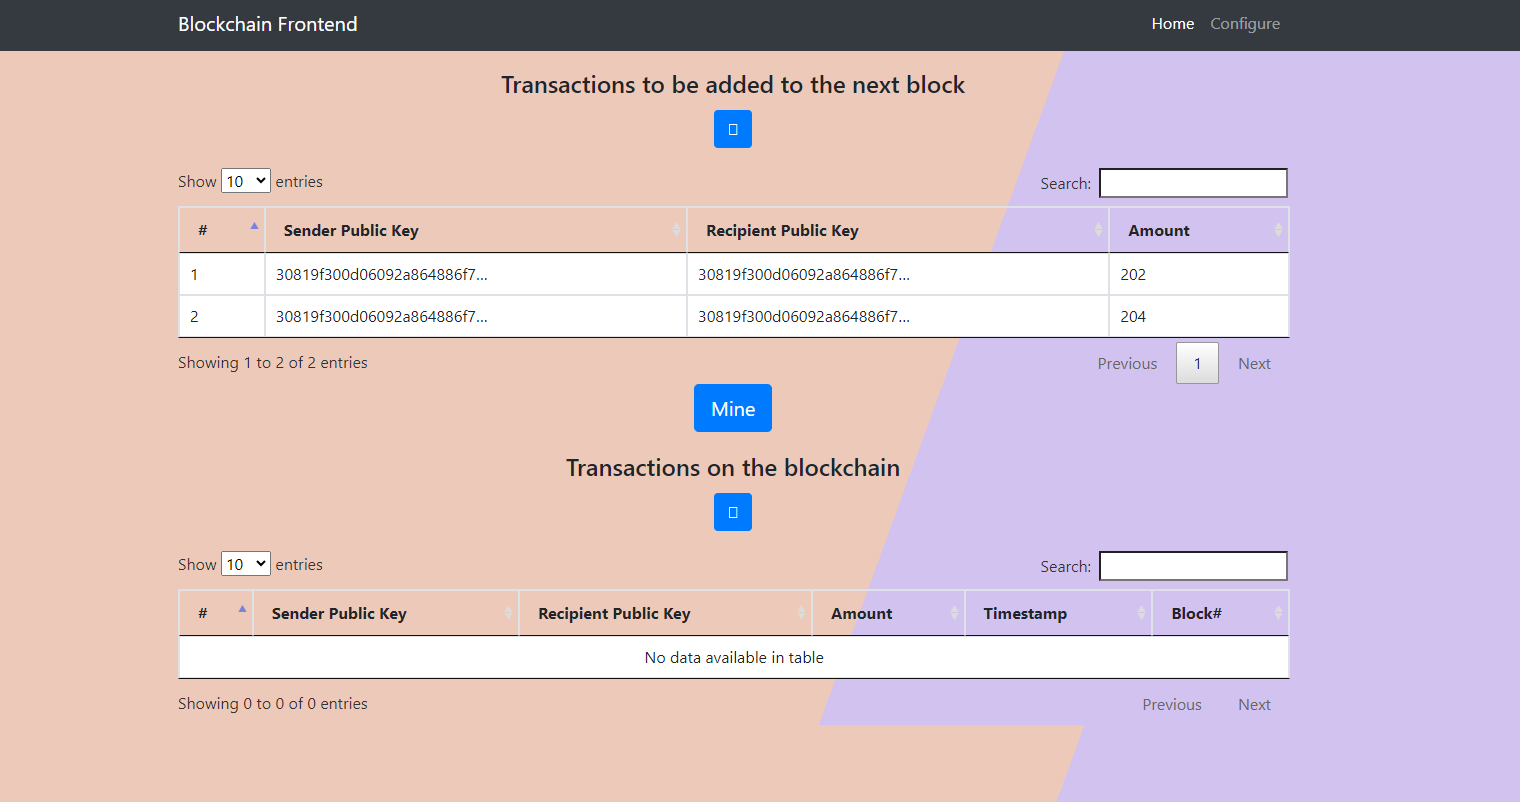 Blockchain Frontend Home Configure
Transactions to be added to the next block
Show 10 entries Search:
# Sender Public Key Recipient Public Key Amount
1 30819f300d06092a864886f7... 30819f300d06092a864886f7... 202
2 30819f300d06092a864886f7... 30819f300d06092a864886f7... 204
Showing 1 to 2 of 2 entries Previous 1 Next
Mine
Transactions on the blockchain
Show 10 entries Search:
# Sender Public Key Recipient Public Key Amount Timestamp Block#
No data available in table
Showing 0 to 0 of 0 entries Previous Next